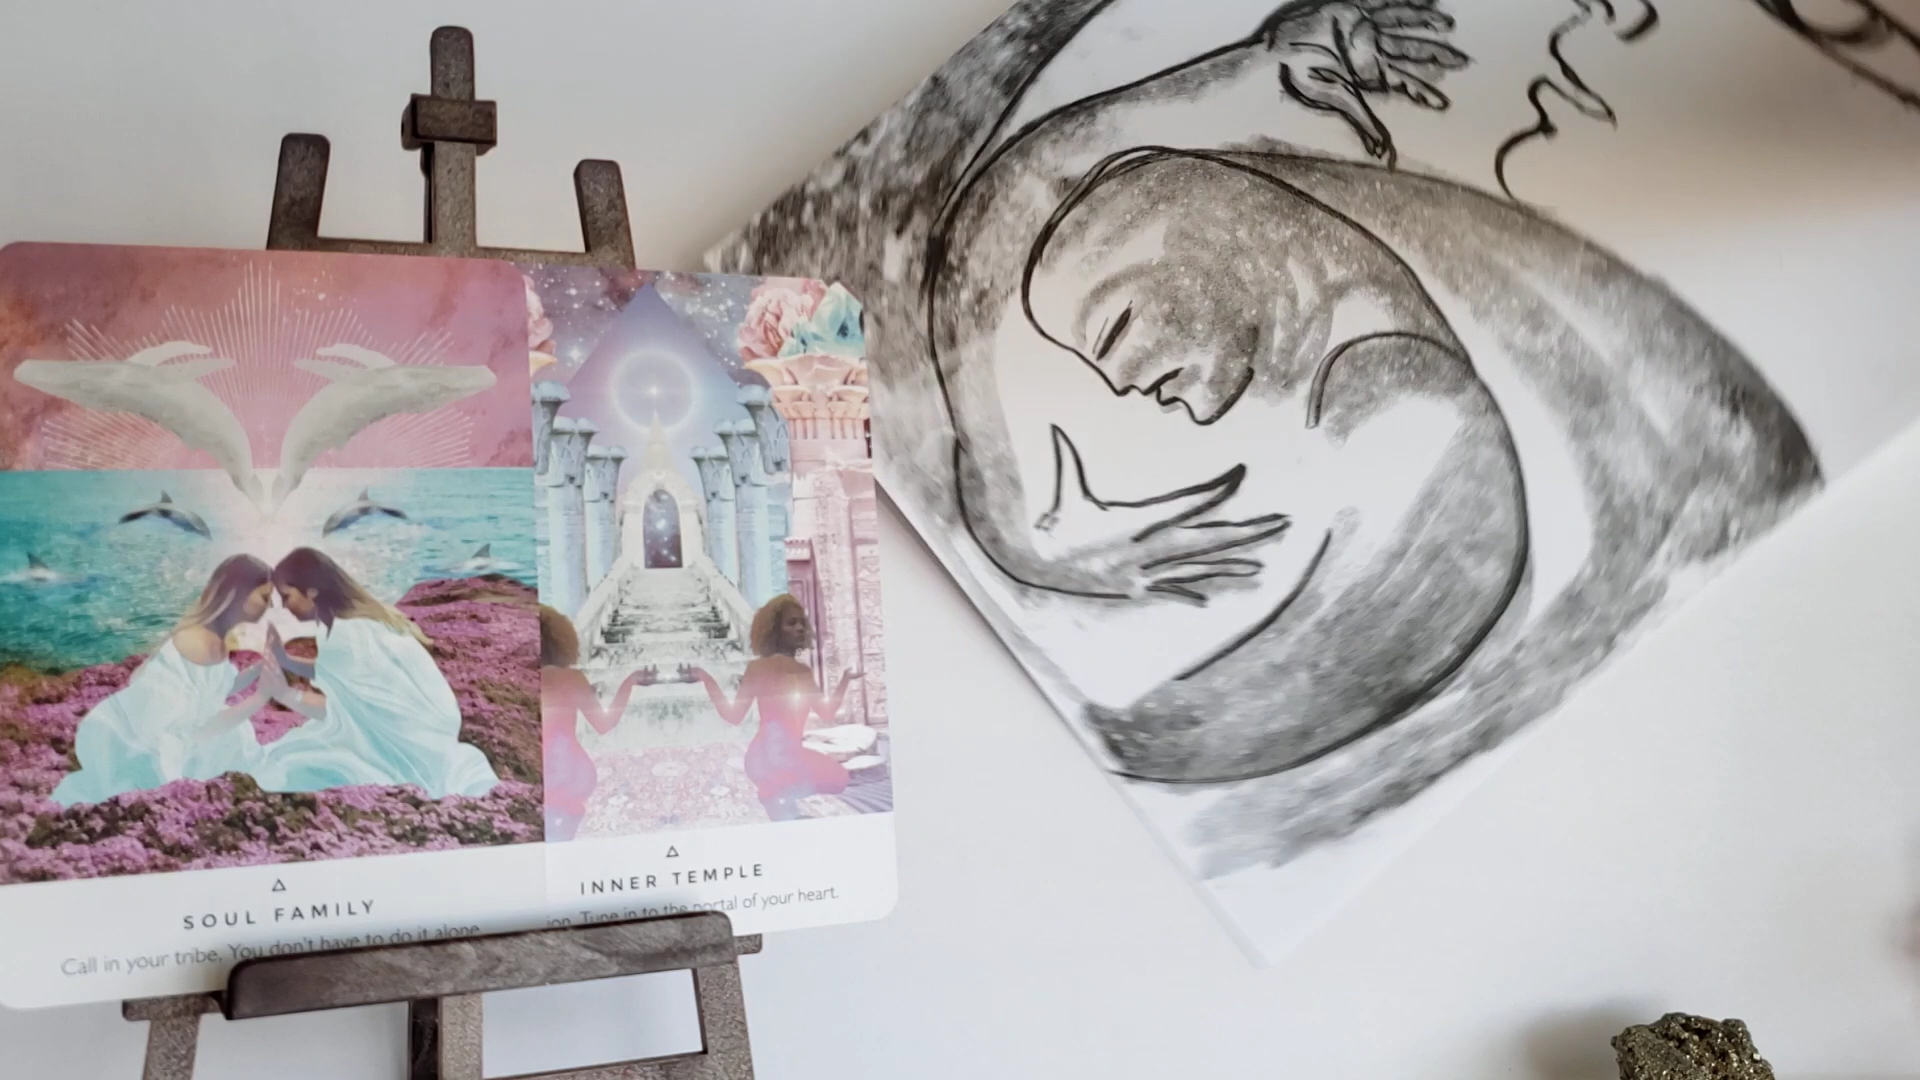 SOUL FAMILY
Call in your tribe. You don't have to do it alone
INNER TEMPLE
ion. Tune in to the portal of your heart.